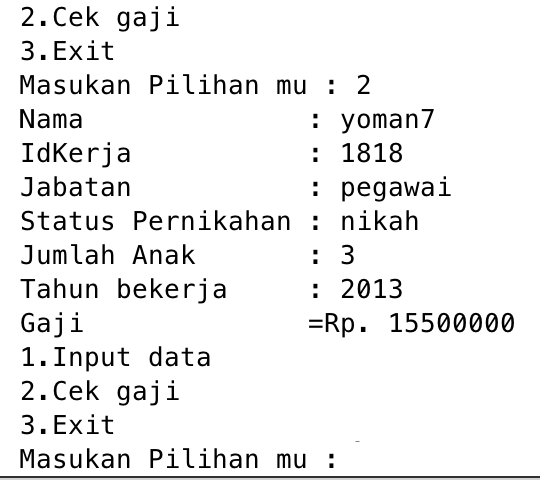 2.Cek gaji
3.Exit
Masukan Pilihan mu : 2
Nama : yoman7
IdKerja : 1818
Jabatan : pegawai
Status Pernikahan : nikah
Jumlah Anak : 3
Tahun bekerja : 2013
Gaji =Rp. 15500000
1.Input data
2.Cek gaji
3.Exit
Masukan Pilihan mu :